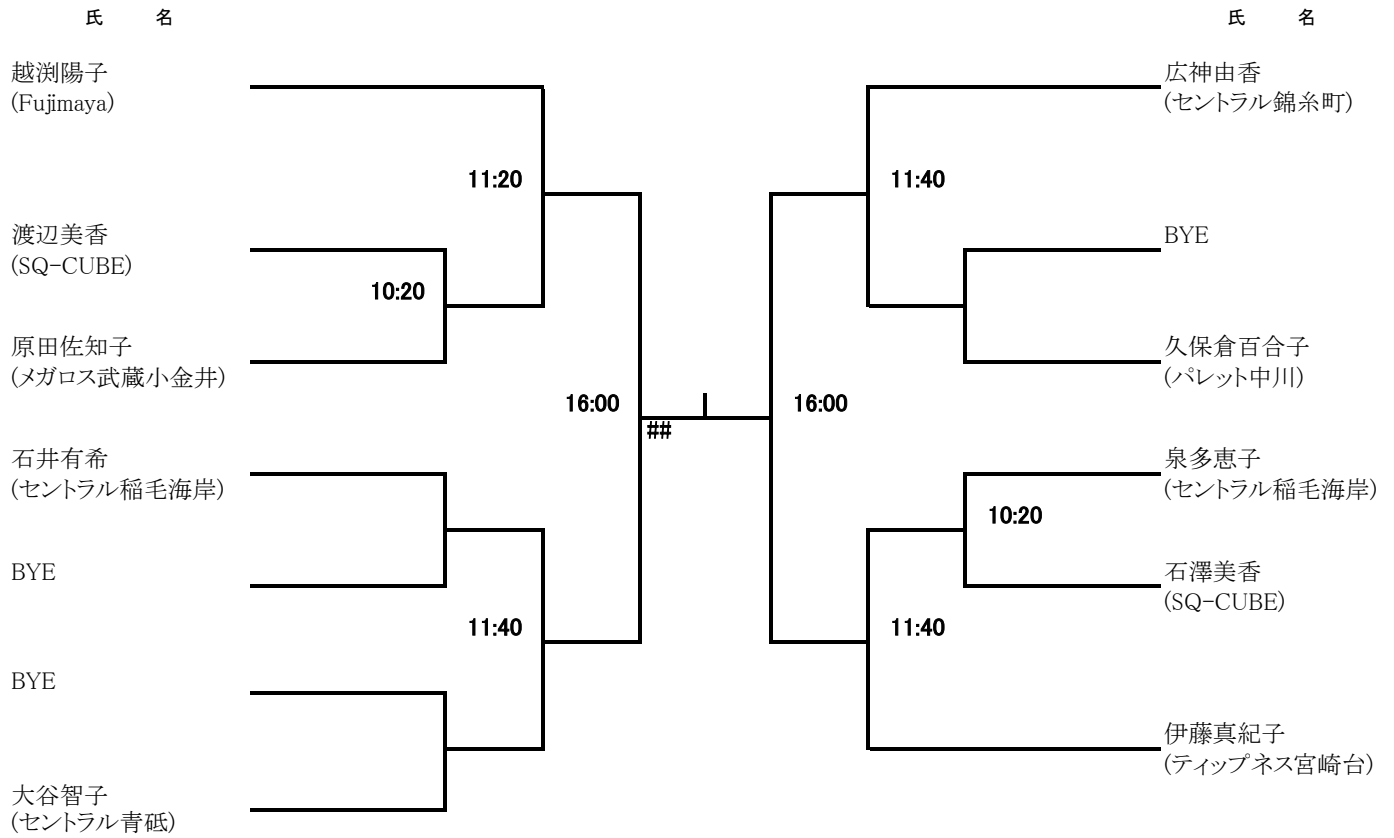 氏　名
氏　名
越渕陽子
(Fujimaya)
広神由香
(セントラル錦糸町)
11:20
11:40
渡辺美香
(SQ-CUBE)
BYE
10:20
原田佐知子
(メガロス武蔵小金井)
久保倉百合子
(パレット中川)
16:00
16:00
##
石井有希
(セントラル稲毛海岸)
泉多恵子
(セントラル稲毛海岸)
10:20
BYE
石澤美香
(SQ-CUBE)
11:40
11:40
BYE
伊藤真紀子
(ティップネス宮崎台)
大谷智子
(セントラル青砥)